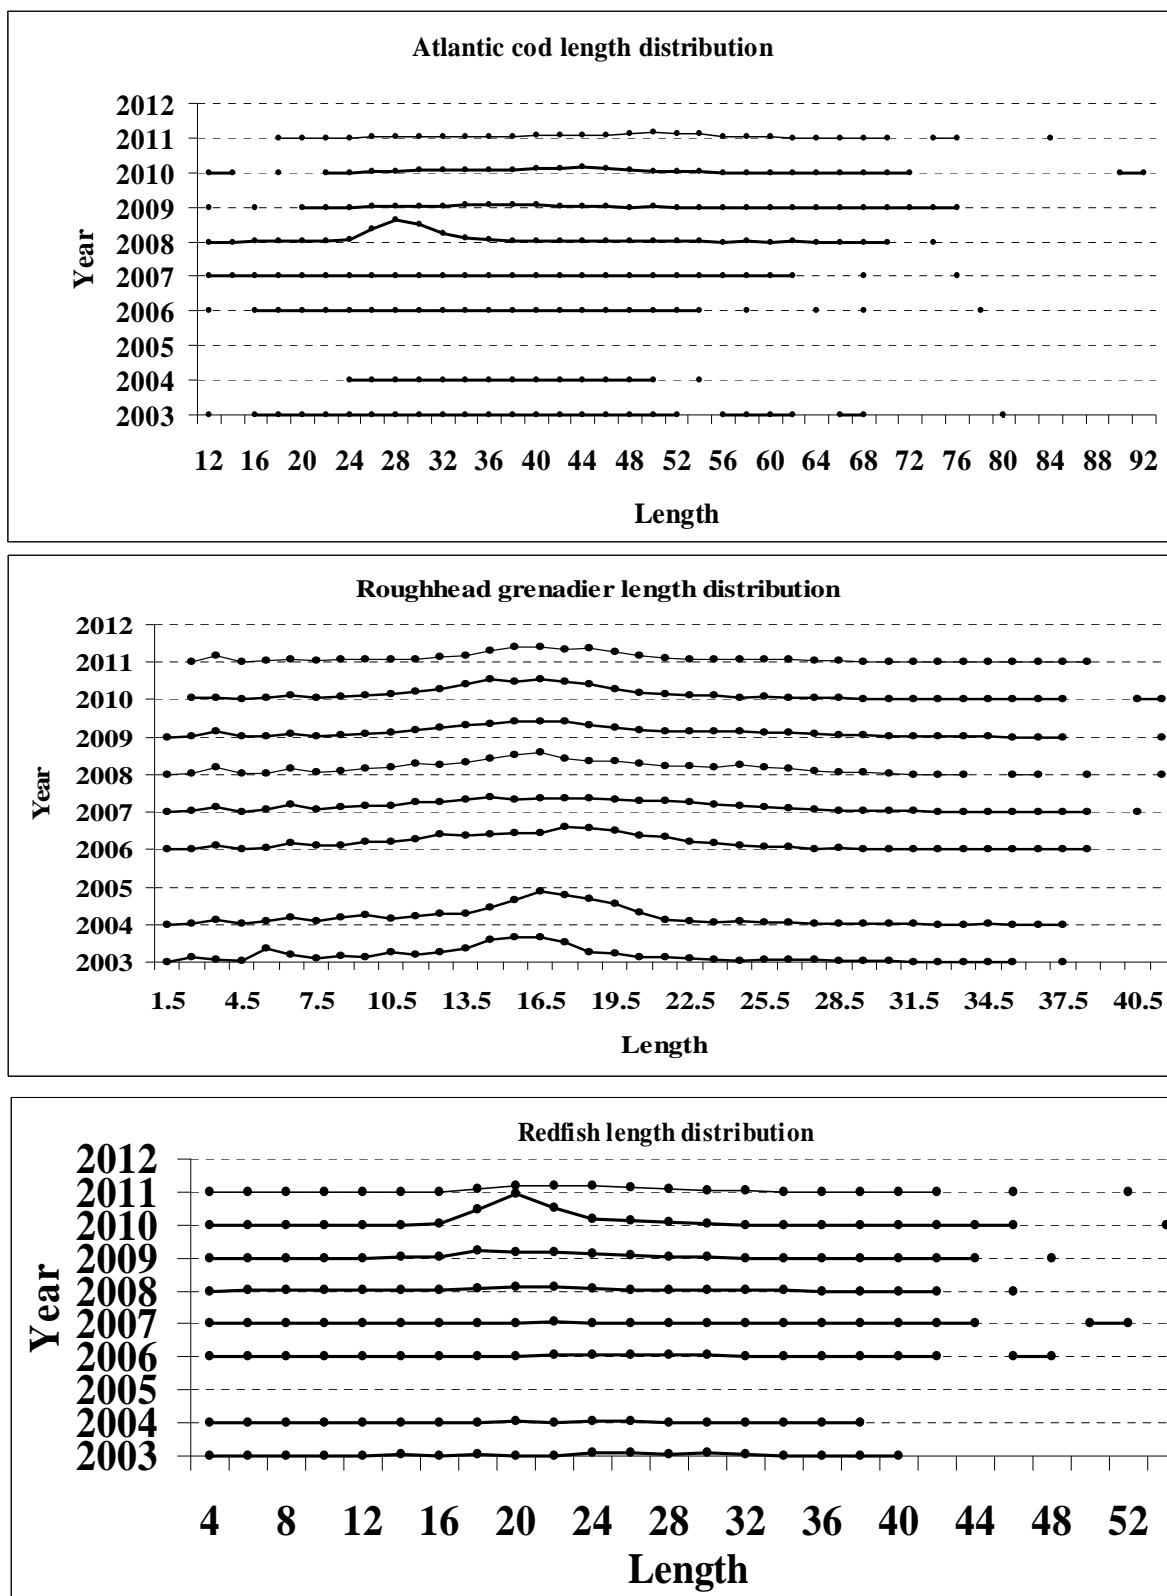 Atlantic cod length distribution
2012
2011
2010
2009
2008
2007
2006
2005
2004
2003
Year
12 16 20 24 28 32 36 40 44 48 52 56 60 64 68 72 76 80 84 88 92
Length
Roughhead grenadier length distribution
2012
2011
2010
2009
2008
2007
2006
2005
2004
2003
Year
1.5 4.5 7.5 10.5 13.5 16.5 19.5 22.5 25.5 28.5 31.5 34.5 37.5 40.5
Length
Redfish length distribution
2012
2011
2010
2009
2008
2007
2006
2005
2004
2003
Year
4 8 12 16 20 24 28 32 36 40 44 48 52
Length